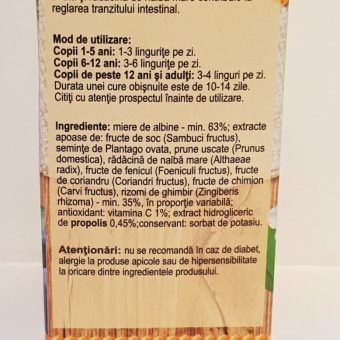 reglarea tranzitului intestinal.
Mod de utilizare:
Copii 1-5 ani: 1-3 lingurițe pe zi.
Copii 6-12 ani: 3-6 lingurițe pe zi.
Copii de peste 12 ani și adulți: 3-4 linguri pe zi.
Durata unei cure obișnuite este de 10-14 zile.
Citiți cu atenție prospectul înainte de utilizare.
Ingrediente: miere de albine - min. 63%; extracte
apoase de: fructe de soc (Sambuci fructus),
semințe de Plantago ovata, prune uscate (Prunus
domestica), rădăcină de nalbă mare (Althaeae
radix), fructe de fenicul (Foeniculi fructus), fructe
de coriandru (Coriandri fructus), fructe de chimion
(Carvi fructus), rizomi de ghimbir (Zingiberis
rhizoma) - min. 35%, în proporție variabilă;
antioxidant: vitamina C 1%; extract hidrogliceric
de propolis 0,45%;conservant: sorbat de potasiu.
Atenționări: nu se recomandă în caz de diabet,
alergie la produse apicole sau de hipersensibilitate
la oricare dintre ingredientele produsului.